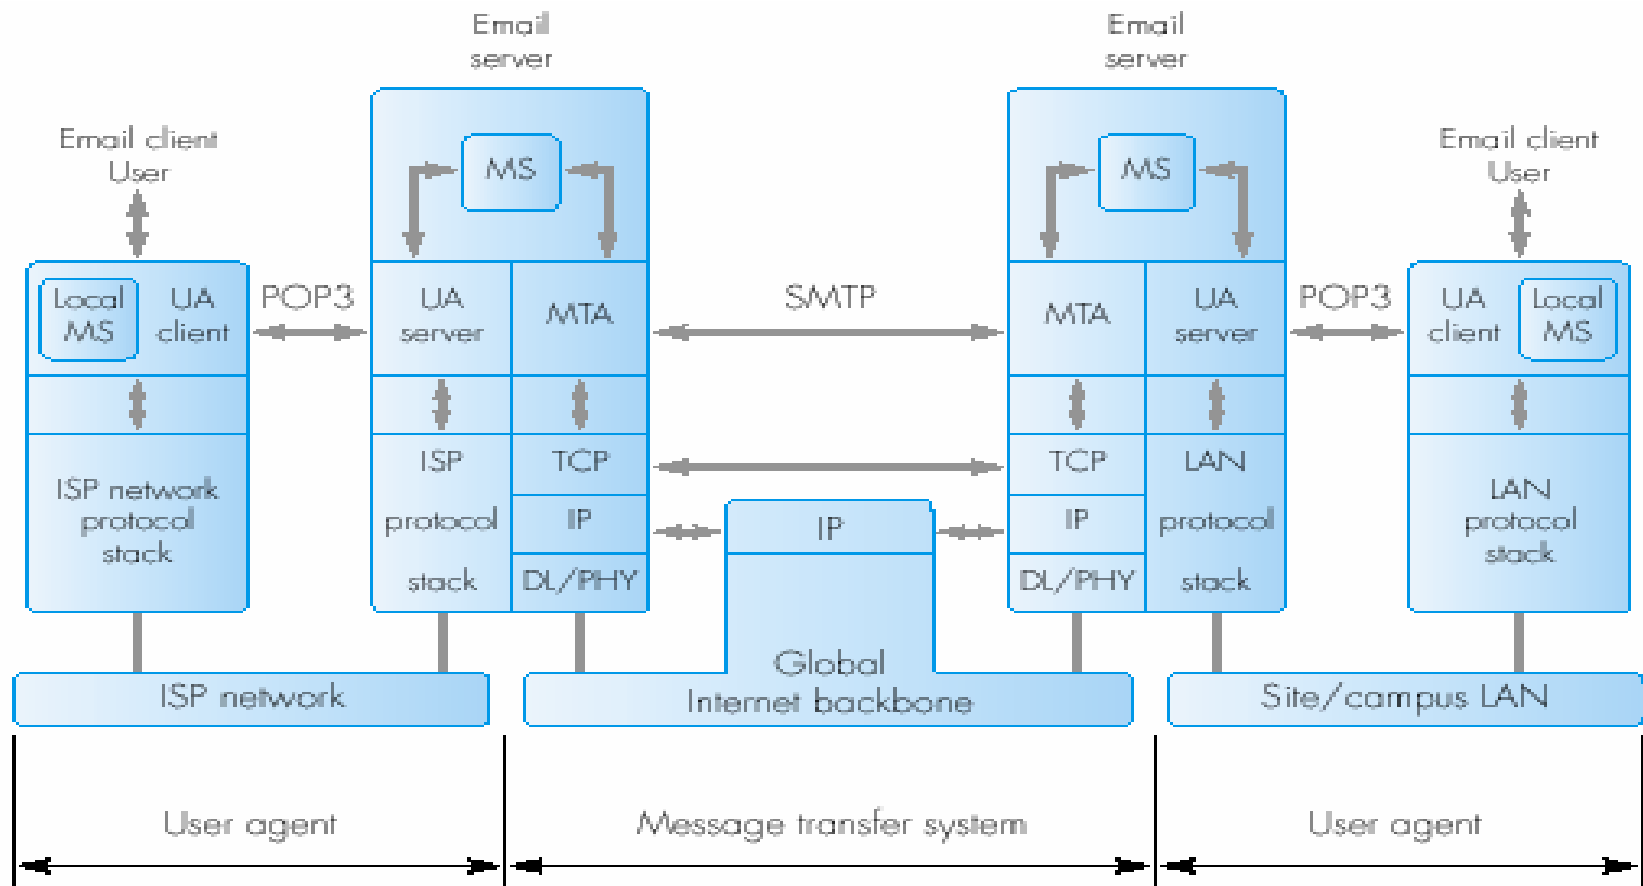 Email
server
Email
server
Email client
User
Email client
User
MS
MS
Local
MS
UA
client
POP3
UA
server
MTA
SMTP
MTA
UA
server
POP3
UA
client
Local
MS
ISP network
protocol
stack
ISP
protocol
stack
TCP
IP
DL/PHY
IP
TCP
IP
DL/PHY
LAN
protocol
stack
LAN
protocol
stack
ISP network
Global
Internet backbone
Site/campus LAN
User agent
Message transfer system
User agent